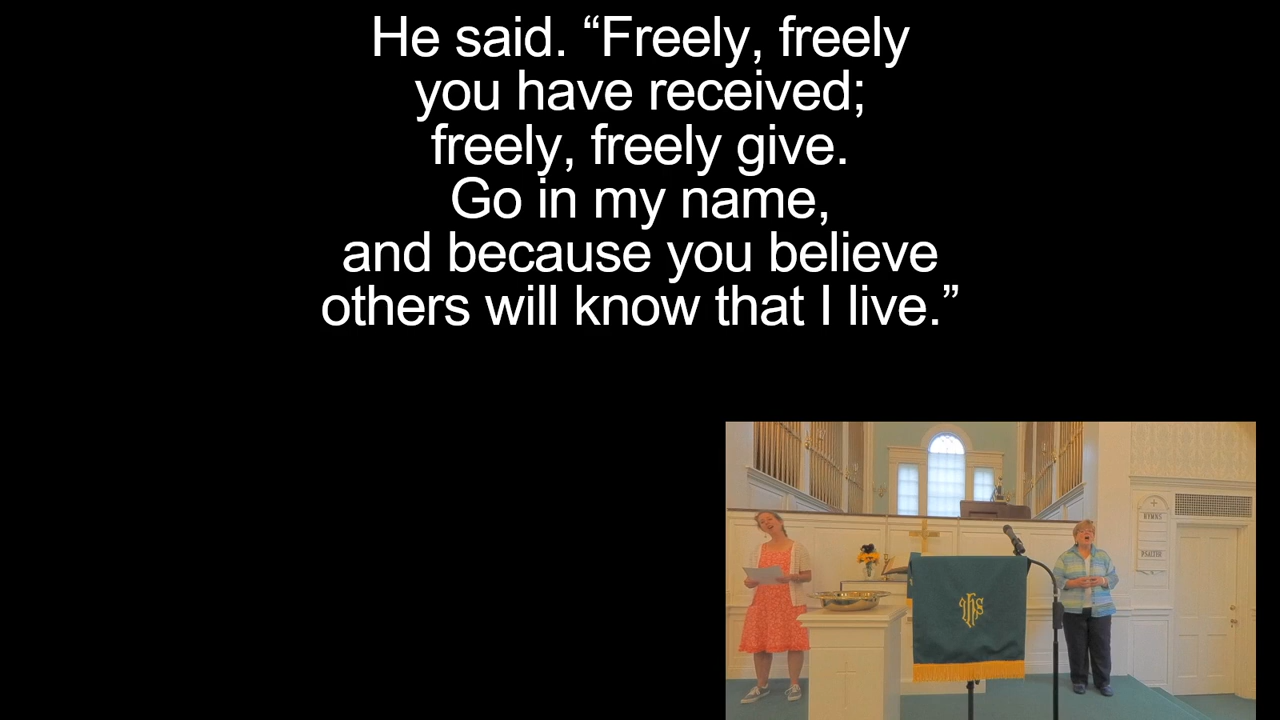 He said. “Freely, freely
you have received;
freely, freely give.
Go in my name,
and because you believe
others will know that I live.”
HYMNS
PSALTER
IHS